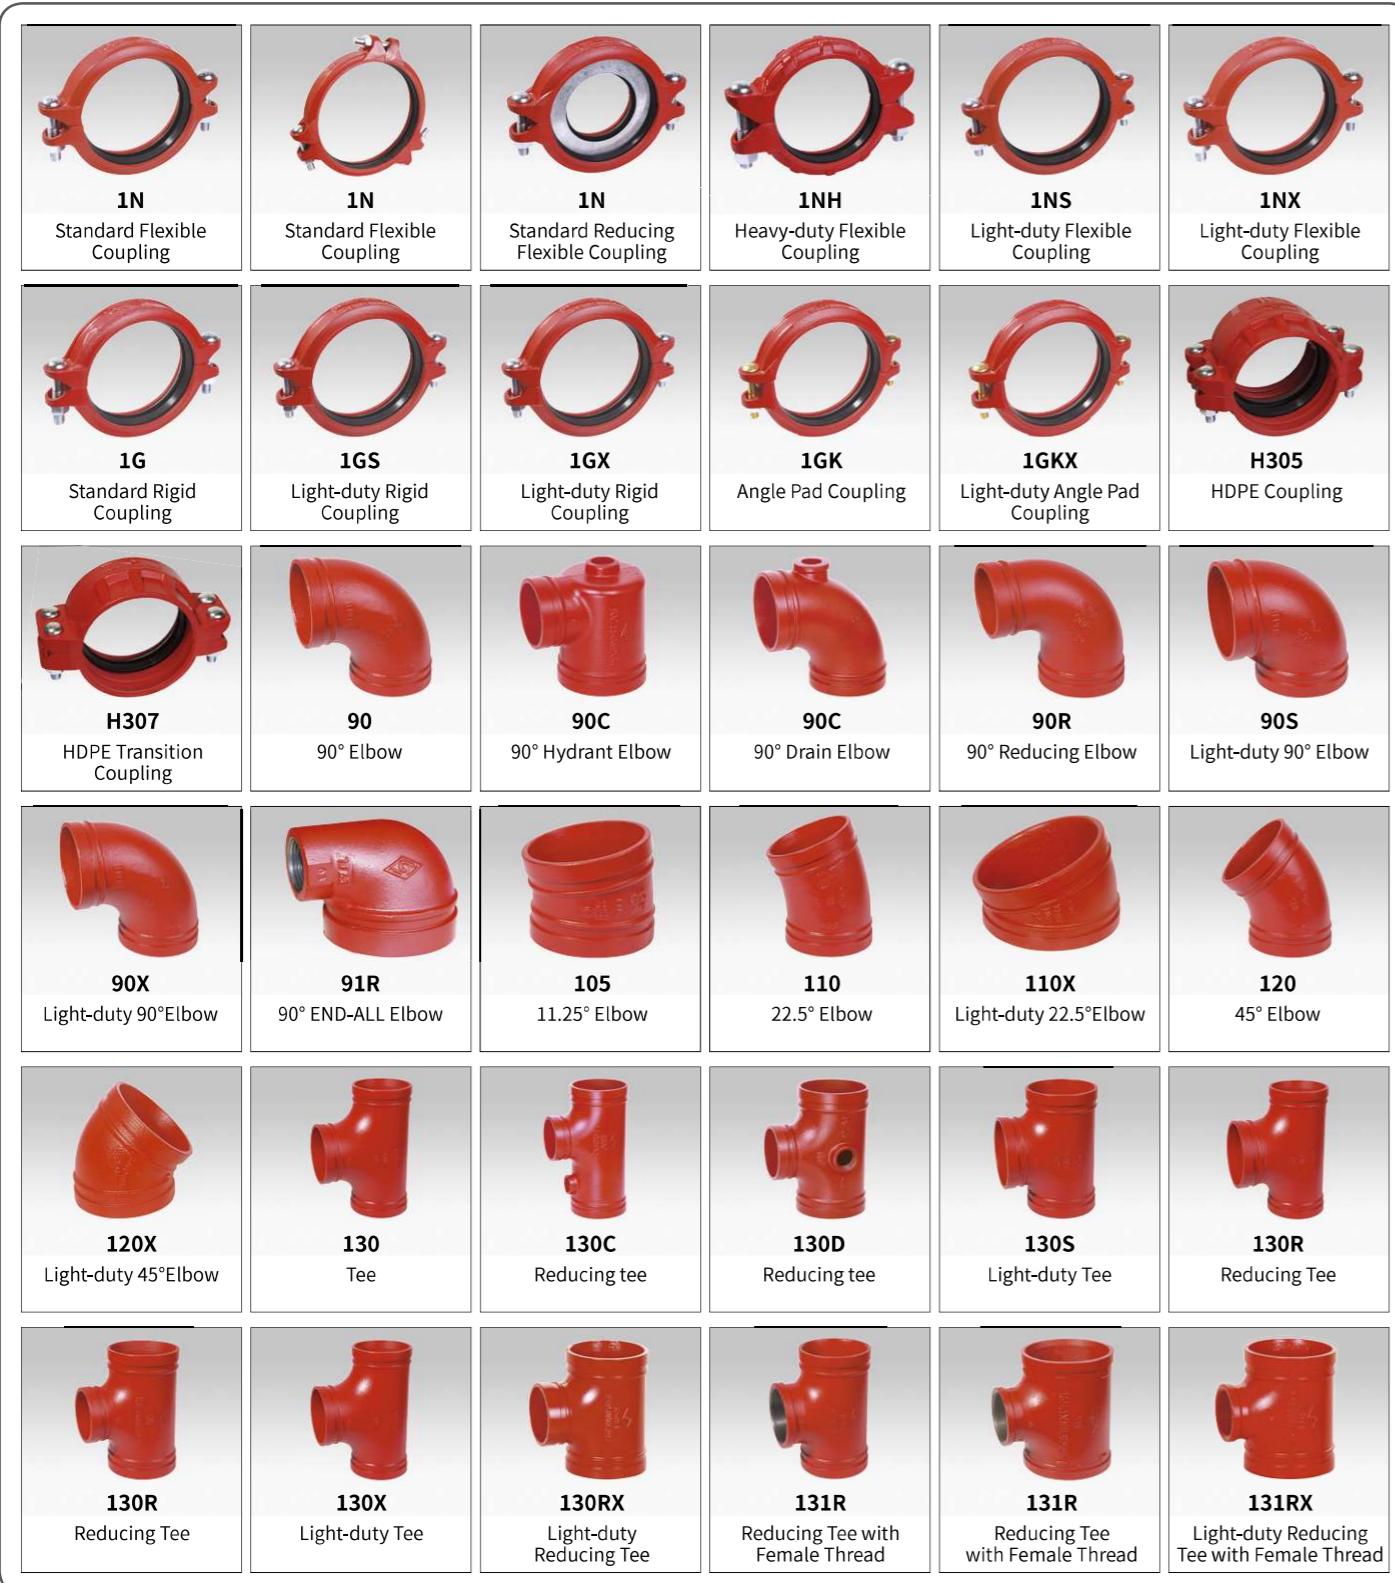 1N
Standard Flexible
Coupling
1N
Standard Flexible
Coupling
1N
Standard Reducing
Flexible Coupling
1NH
Heavy-duty Flexible
Coupling
1NS
Light-duty Flexible
Coupling
1NX
Light-duty Flexible
Coupling
1G
Standard Rigid
Coupling
1GS
Light-duty Rigid
Coupling
1GX
Light-duty Rigid
Coupling
1GK
Angle Pad Coupling
1GKX
Light-duty Angle Pad
Coupling
H305
HDPE Coupling
H307
HDPE Transition
Coupling
90
90° Elbow
90C
90° Hydrant Elbow
90C
90° Drain Elbow
90R
90° Reducing Elbow
90S
Light-duty 90° Elbow
90X
Light-duty 90°Elbow
91R
90° END-ALL Elbow
105
11.25° Elbow
110
22.5° Elbow
110X
Light-duty 22.5°Elbow
120
45° Elbow
120X
Light-duty 45°Elbow
130
Tee
130C
Reducing tee
130D
Reducing tee
130S
Light-duty Tee
130R
Reducing Tee
130R
Reducing Tee
130X
Light-duty Tee
130RX
Light-duty
Reducing Tee
131R
Reducing Tee with
Female Thread
131R
Reducing Tee
with Female Thread
131RX
Light-duty Reducing
Tee with Female Thread